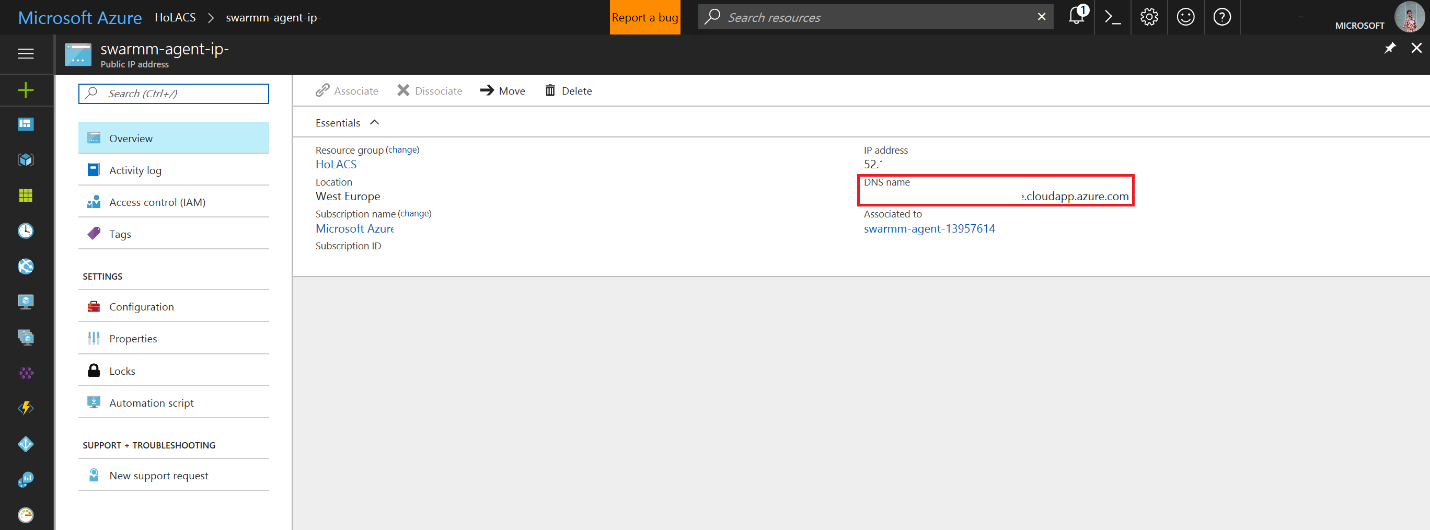 Microsoft Azure HoLACS > swarmm-agent-ip-
Report a bug
Search resources
1
MICROSOFT
swarmm-agent-ip-
Public IP address
Search (Ctrl+/)
Overview
Activity log
Access control (IAM)
Tags
SETTINGS
Configuration
Properties
Locks
Automation script
SUPPORT + TROUBLESHOOTING
New support request
Associate Dissociate Move Delete
Essentials
Resource group (change)
HoLACS
Location
West Europe
Subscription name (change)
Microsoft Azure
Subscription ID
IP address
52.
DNS name
.cloudapp.azure.com
Associated to
swarmm-agent-13957614